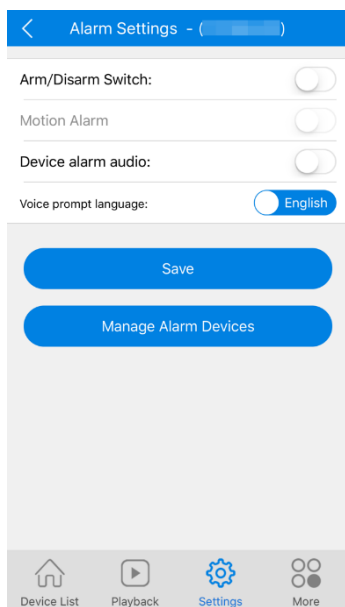 Alarm Settings - ( )
Arm/Disarm Switch:
Motion Alarm
Device alarm audio:
Voice prompt language: English
Save
Manage Alarm Devices
Device List Playback Settings More